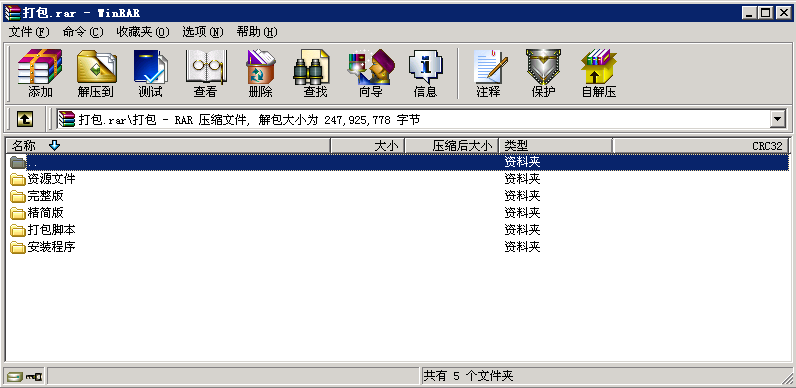 打包.rar - WinRAR
文件(F) 命令(C) 收藏夹(O) 选项(N) 帮助(H)
添加 解压到 测试 查看 删除 查找 向导 信息 注释 保护 自解压
打包.rar\打包 - RAR 压缩文件, 解包大小为 247,925,778 字节
名称 大小 压缩后大小 类型 CRC32
.. 资料夹
资源文件 资料夹
完整版 资料夹
精简版 资料夹
打包脚本 资料夹
安装程序 资料夹
共有 5 个文件夹